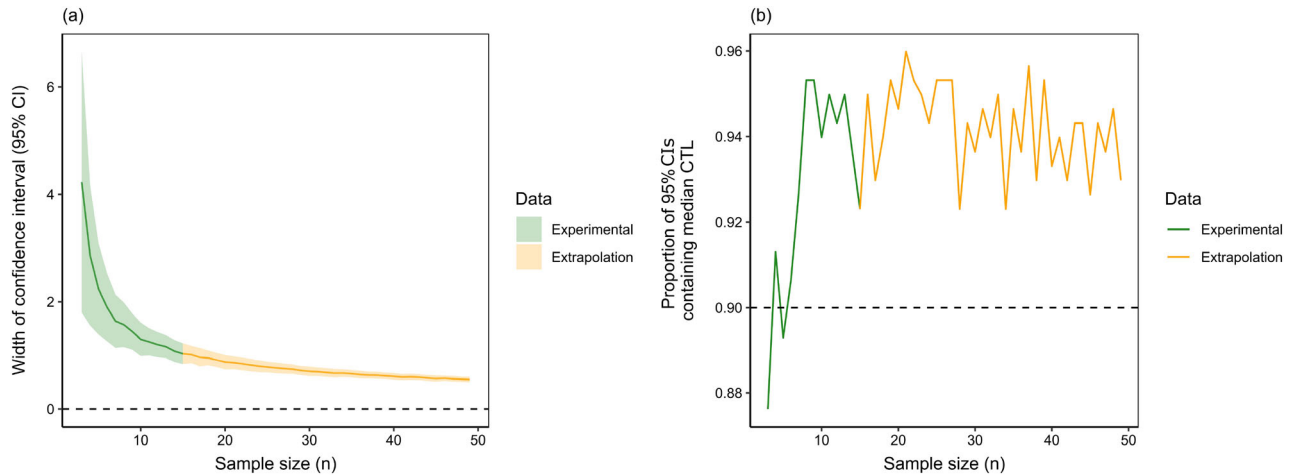 (a)
Width of confidence interval (95% CI)
6
4
2
0
10
20
30
40
50
Sample size (n)
Data
Experimental
Extrapolation
(b)
Proportion of 95% CIs
containing median CTL
0.96
0.94
0.92
0.90
0.88
10
20
30
40
50
Sample size (n)
Data
Experimental
Extrapolation